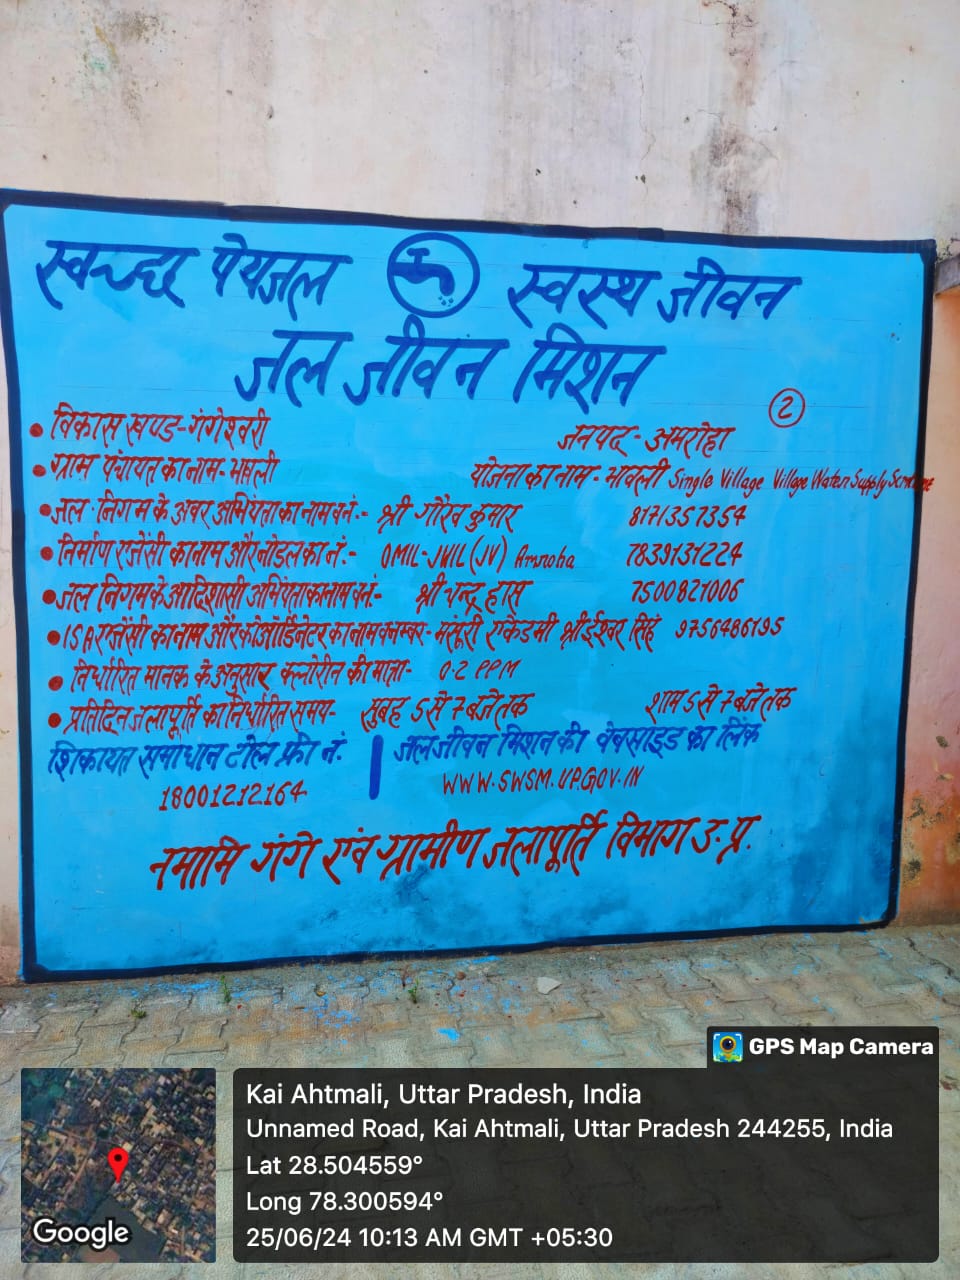 स्वच्छ पेयजल स्वस्थ जीवन
जल जीवन मिशन
2
• विकास खण्ड - गंगेश्वरी जनपद - अमरोहा
• ग्राम पंचायत का नाम - भावली योजना का नाम - भावली Single Village Village Water Supply Scheme
• जल निगम के अवर अभियंता का नाम व नं. - श्री गौरव कुमार 8171357354
• निर्माण एजेंसी का नाम और नोडल का नं. - OMIL-JWIL (JV) Amroha 7839131224
• जल निगम के आदिशासी अभियंता का नाम व नं. - श्री चन्द्र हास 7500821006
• ISA एजेंसी का नाम और कोऑर्डिनेटर का नाम व नम्बर - मंसूरी एकैडमी श्री ईश्वर सिंह 9756486195
• निर्धारित मानक के अनुसार क्लोरीन की मात्रा - 0.2 PPM
• प्रतिदिन जलापूर्ति का निर्धारित समय - सुबह 5 से 7 बजे तक शाम 5 से 7 बजे तक
शिकायत समाधान टोल फ्री नं. जल जीवन मिशन की वेबसाइड का लिंक
18001212164 WWW.SWSM.UP.GOV.IN
नमामि गंगे एंव ग्रामीण जलापूर्ति विभाग उ.प्र.
GPS Map Camera
Kai Ahtmali, Uttar Pradesh, India
Unnamed Road, Kai Ahtmali, Uttar Pradesh 244255, India
Lat 28.504559°
Long 78.300594°
25/06/24 10:13 AM GMT +05:30
Google